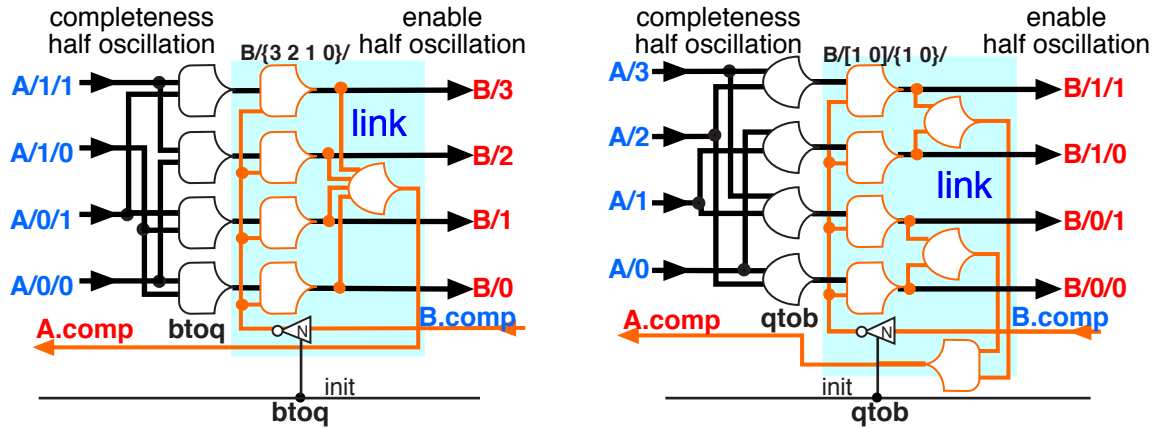 completeness
half oscillation
enable
half oscillation
B/{3 2 1 0}/
A/1/1
A/1/0
A/0/1
A/0/0
B/3
link
B/2
B/1
B/0
btoq
A.comp
B.comp
N
init
btoq
completeness
half oscillation
enable
half oscillation
B/[1 0]/{1 0}/
A/3
A/2
A/1
A/0
B/1/1
B/1/0
link
B/0/1
B/0/0
qtob
A.comp
B.comp
N
init
qtob